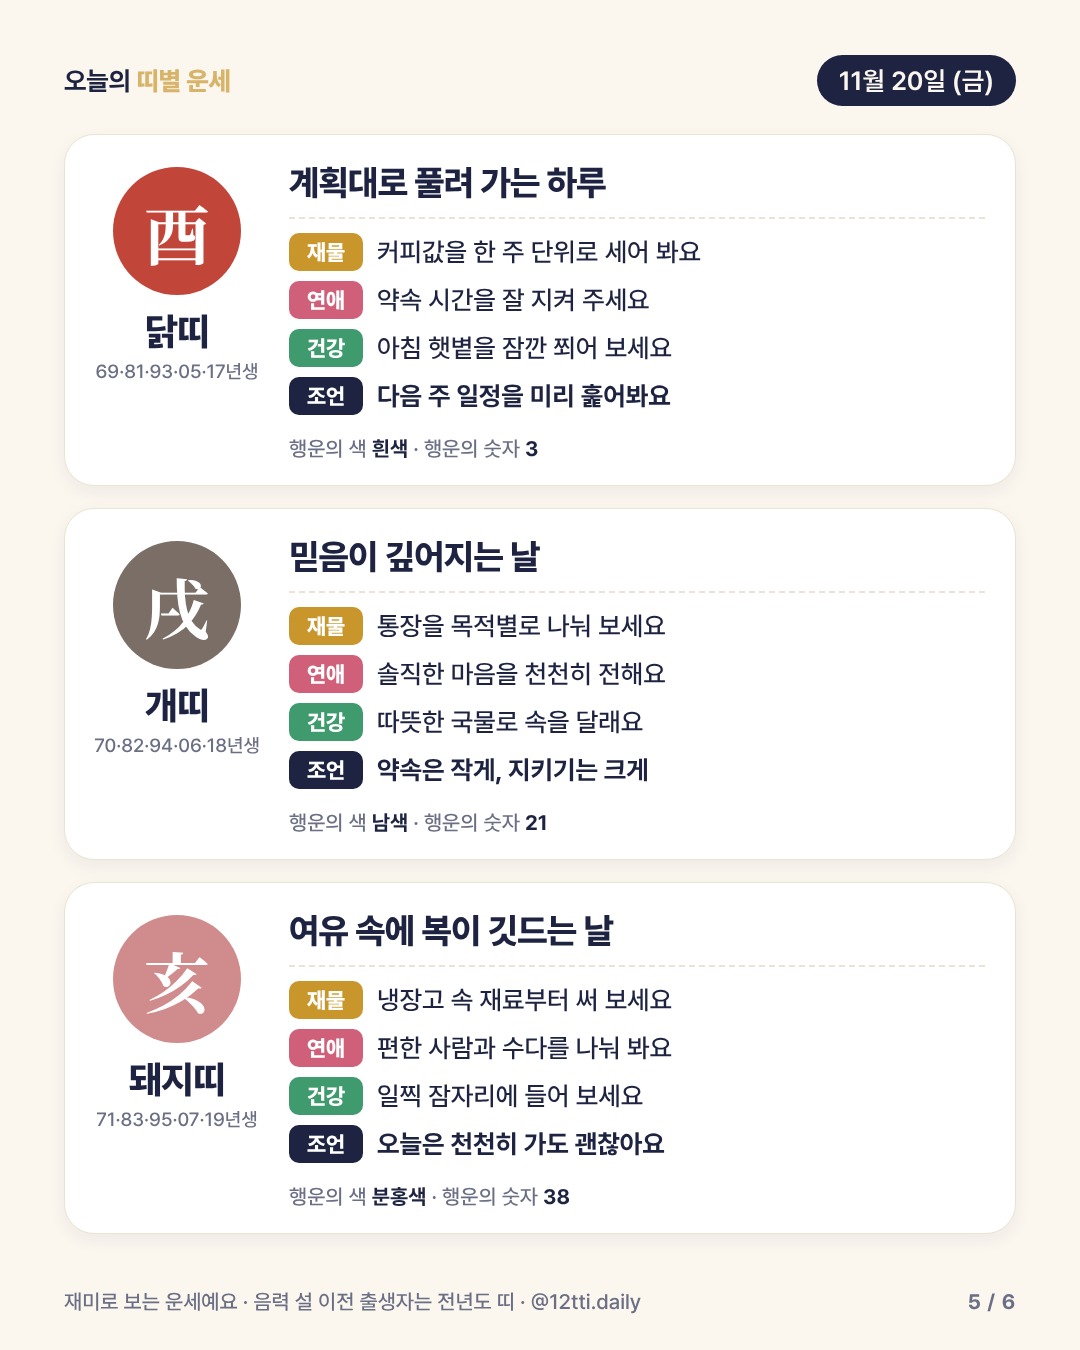 오늘의 띠별 운세
11월 20일 (금)
酉
닭띠
69·81·93·05·17년생
계획대로 풀려 가는 하루
재물 커피값을 한 주 단위로 세어 봐요
연애 약속 시간을 잘 지켜 주세요
건강 아침 햇볕을 잠깐 쬐어 보세요
조언 다음 주 일정을 미리 훑어봐요
행운의 색 흰색 · 행운의 숫자 3
戌
개띠
70·82·94·06·18년생
믿음이 깊어지는 날
재물 통장을 목적별로 나눠 보세요
연애 솔직한 마음을 천천히 전해요
건강 따뜻한 국물로 속을 달래요
조언 약속은 작게, 지키기는 크게
행운의 색 남색 · 행운의 숫자 21
亥
돼지띠
71·83·95·07·19년생
여유 속에 복이 깃드는 날
재물 냉장고 속 재료부터 써 보세요
연애 편한 사람과 수다를 나눠 봐요
건강 일찍 잠자리에 들어 보세요
조언 오늘은 천천히 가도 괜찮아요
행운의 색 분홍색 · 행운의 숫자 38
재미로 보는 운세예요 · 음력 설 이전 출생자는 전년도 띠 · @12tti.daily
5 / 6